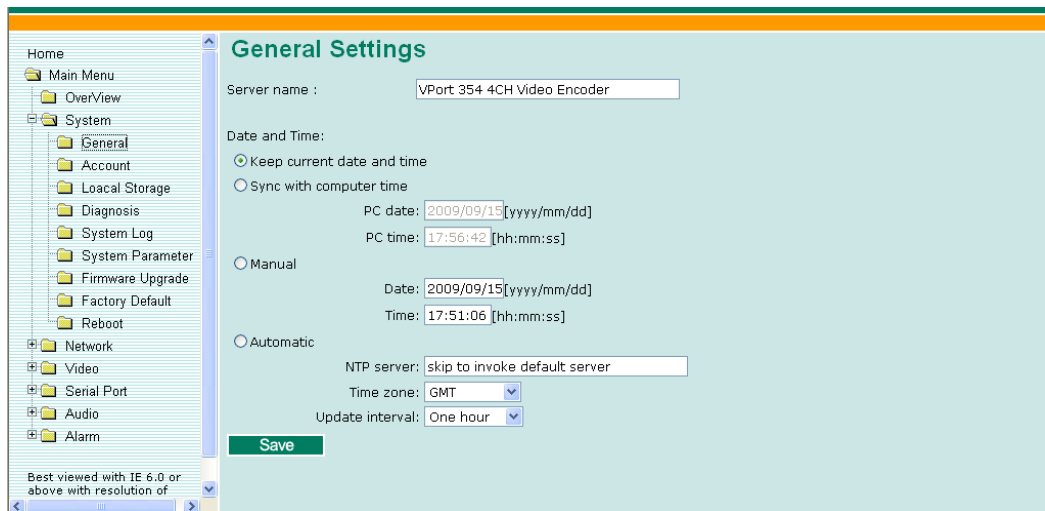 Home
Main Menu
OverView
System
General
Account
Loacal Storage
Diagnosis
System Log
System Parameter
Firmware Upgrade
Factory Default
Reboot
Network
Video
Serial Port
Audio
Alarm
Best viewed with IE 6.0 or
above with resolution of
General Settings
Server name : VPort 354 4CH Video Encoder
Date and Time:
Keep current date and time
Sync with computer time
PC date: 2009/09/15 [yyyy/mm/dd]
PC time: 17:56:42 [hh:mm:ss]
Manual
Date: 2009/09/15 [yyyy/mm/dd]
Time: 17:51:06 [hh:mm:ss]
Automatic
NTP server: skip to invoke default server
Time zone: GMT
Update interval: One hour
Save